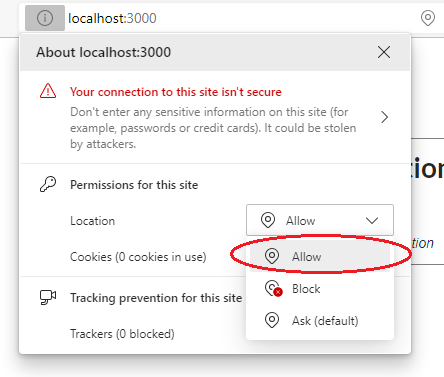 localhost:3000
About localhost:3000
Your connection to this site isn't secure
Don't enter any sensitive information on this site (for
example, passwords or credit cards). It could be stolen
by attackers.
Permissions for this site
Location
Allow
Cookies (0 cookies in use)
Allow
Block
Ask (default)
Tracking prevention for this site
Trackers (0 blocked)
tion
tion